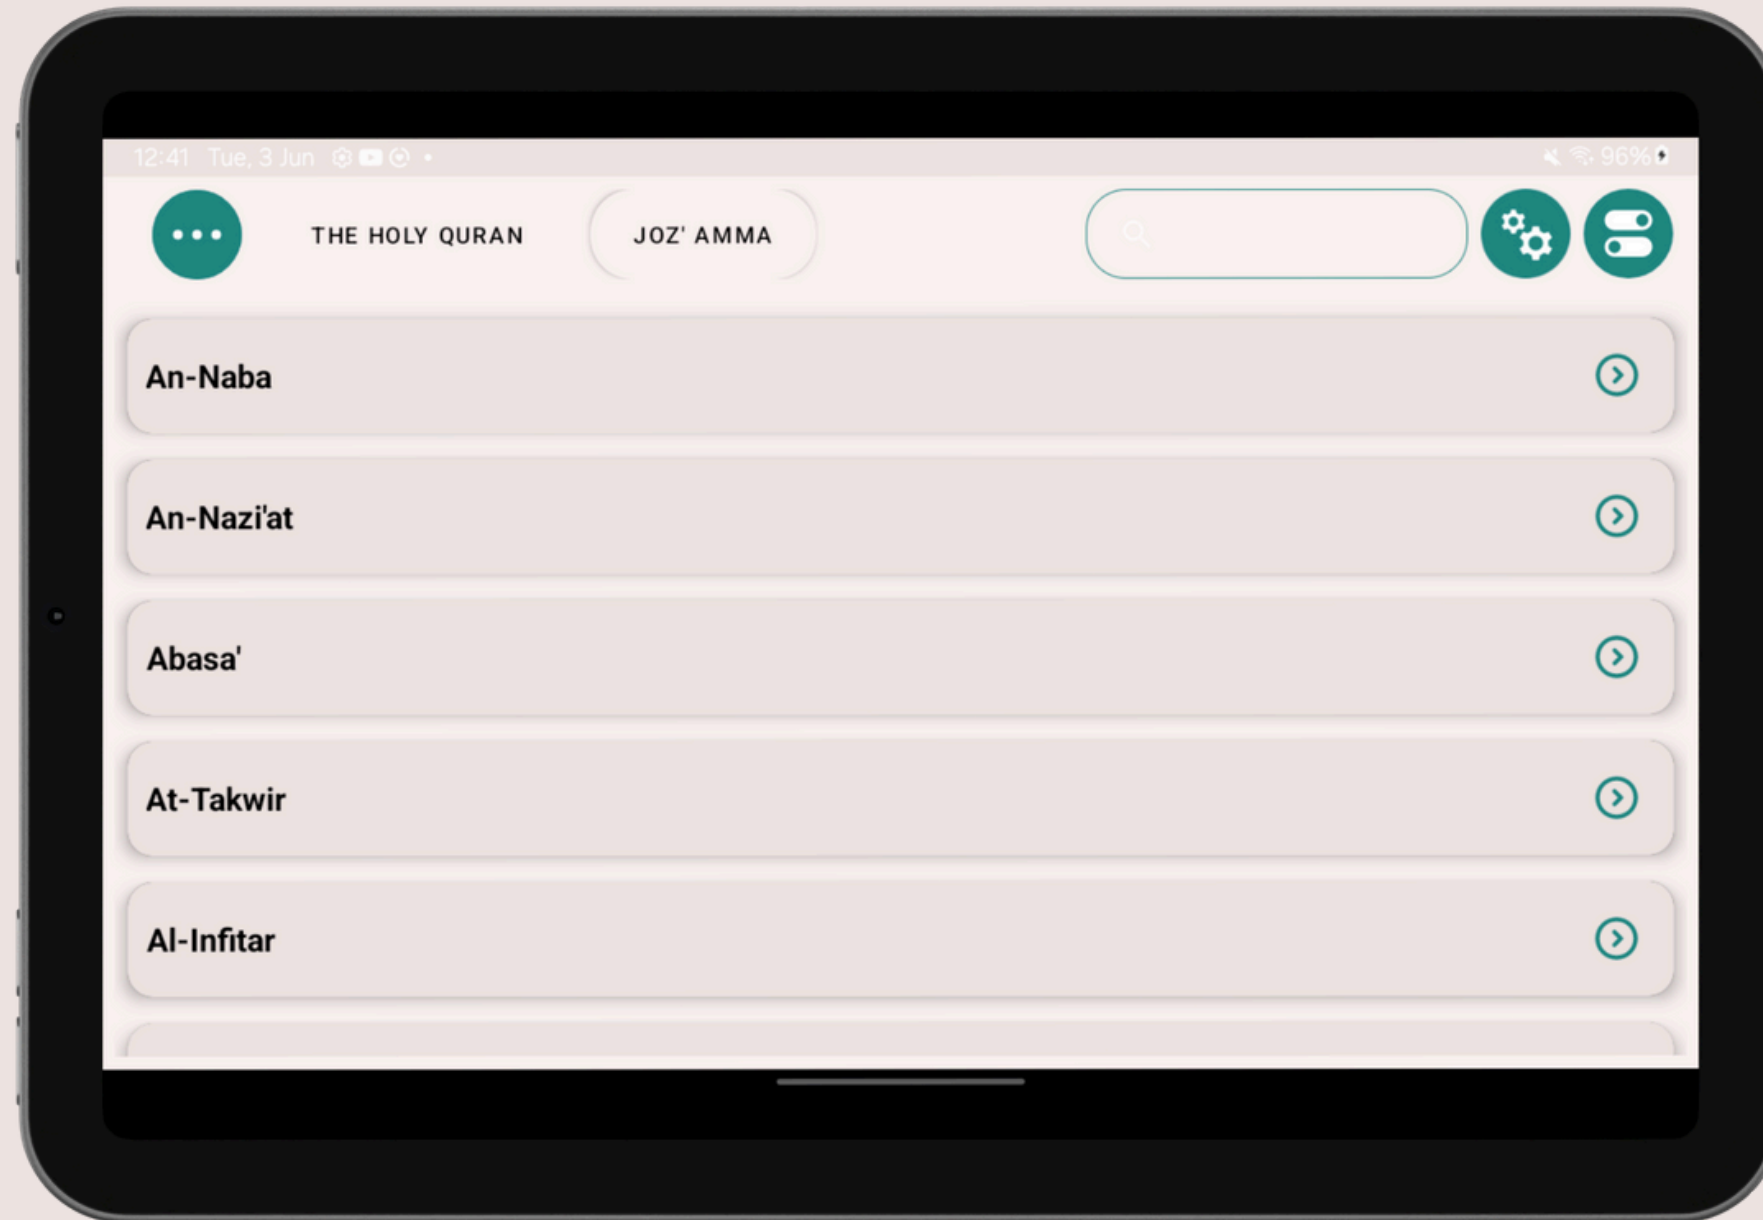 12:41 Tue, 3 Jun
96%
THE HOLY QURAN
JOZ' AMMA
An-Naba
An-Nazi'at
Abasa'
At-Takwir
Al-Infitar